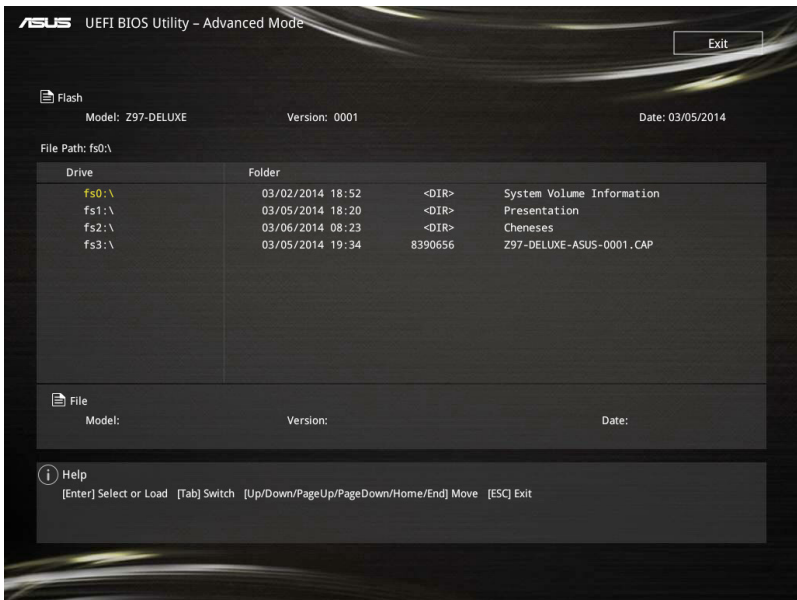 ASUS UEFI BIOS Utility – Advanced Mode
Exit
Flash
Model: Z97-DELUXE Version: 0001 Date: 03/05/2014
File Path: fs0:\
Drive Folder
fs0:\ 03/02/2014 18:52 <DIR> System Volume Information
fs1:\ 03/05/2014 18:20 <DIR> Presentation
fs2:\ 03/06/2014 08:23 <DIR> Cheneses
fs3:\ 03/05/2014 19:34 8390656 Z97-DELUXE-ASUS-0001.CAP
File
Model: Version: Date:
Help
[Enter] Select or Load [Tab] Switch [Up/Down/PageUp/PageDown/Home/End] Move [ESC] Exit